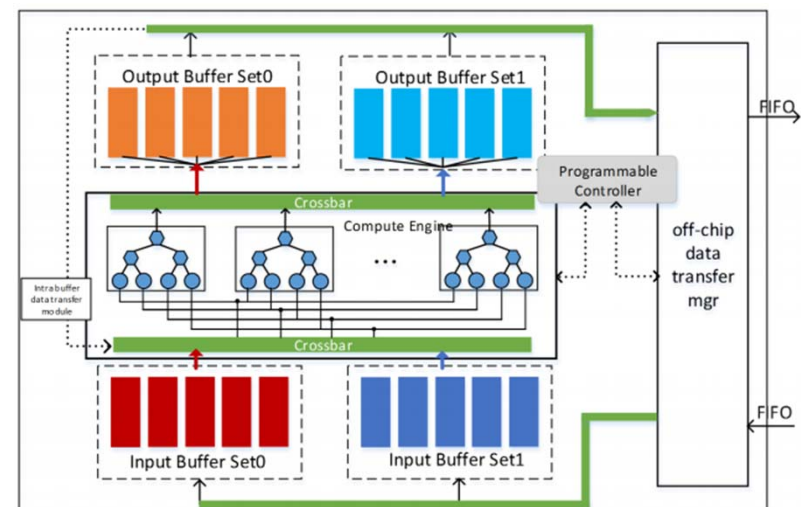 Output Buffer Set0
Output Buffer Set1
FIFO
Programmable
Controller
Crossbar
Compute Engine
...
off-chip
data
transfer
mgr
Intra buffer
data transfer
module
Crossbar
FIFO
Input Buffer Set0
Input Buffer Set1